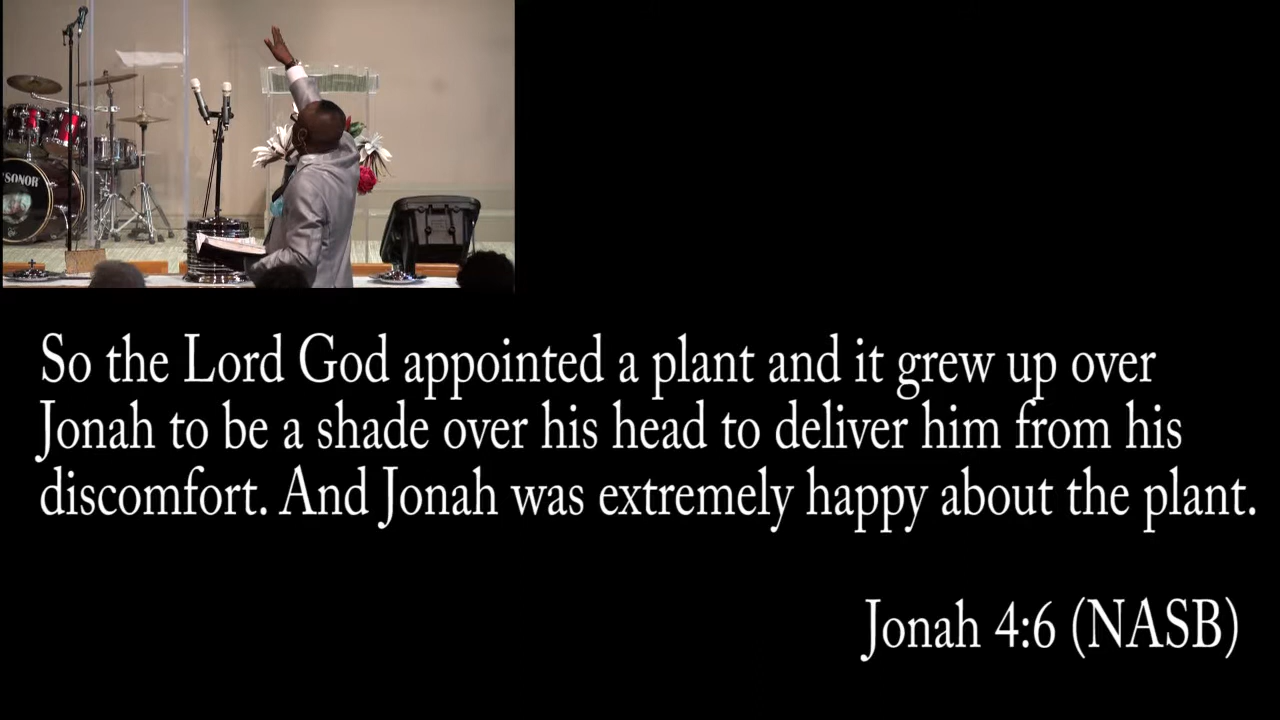 SONOR
So the Lord God appointed a plant and it grew up over
Jonah to be a shade over his head to deliver him from his
discomfort. And Jonah was extremely happy about the plant.
Jonah 4:6 (NASB)